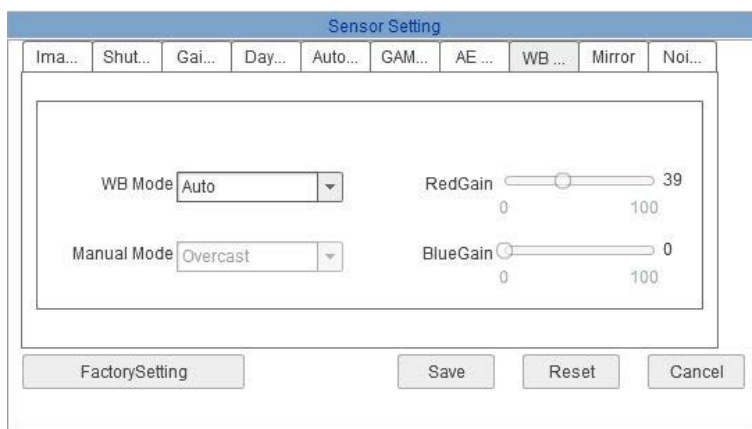 Sensor Setting
Ima... Shut... Gai... Day... Auto... GAM... AE ... WB ... Mirror Noi...
WB Mode Auto RedGain 39
0 100
Manual Mode Overcast BlueGain 0
0 100
FactorySetting Save Reset Cancel